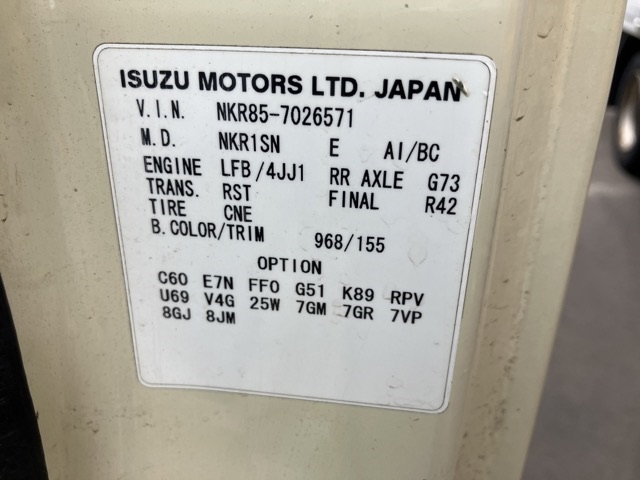 ISUZU MOTORS LTD. JAPAN
V.I.N. NKR85-7026571
M.D. NKR1SN E AI/BC
ENGINE LFB/4JJ1 RR AXLE G73
TRANS. RST FINAL R42
TIRE CNE
B.COLOR/TRIM 968/155
OPTION
C60 E7N FF0 G51 K89 RPV
U69 V4G 25W 7GM 7GR 7VP
8GJ 8JM